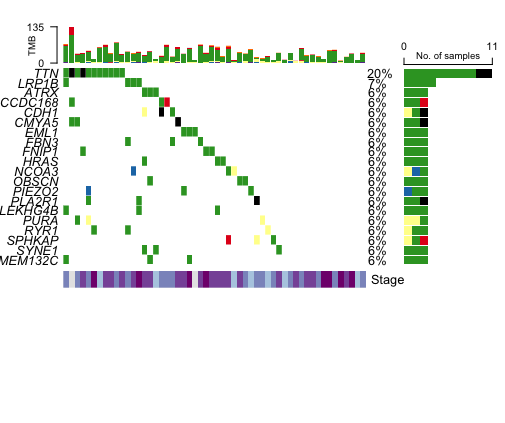 135
TMB
0
0 11
No. of samples
TTN 20%
LRP1B 7%
ATRX 6%
CCDC168 6%
CDH1 6%
CMYA5 6%
EML1 6%
FBN3 6%
FNIP1 6%
HRAS 6%
NCOA3 6%
OBSCN 6%
PIEZO2 6%
PLA2R1 6%
LEKHG4B 6%
PURA 6%
RYR1 6%
SPHKAP 6%
SYNE1 6%
MEM132C 6%
Stage